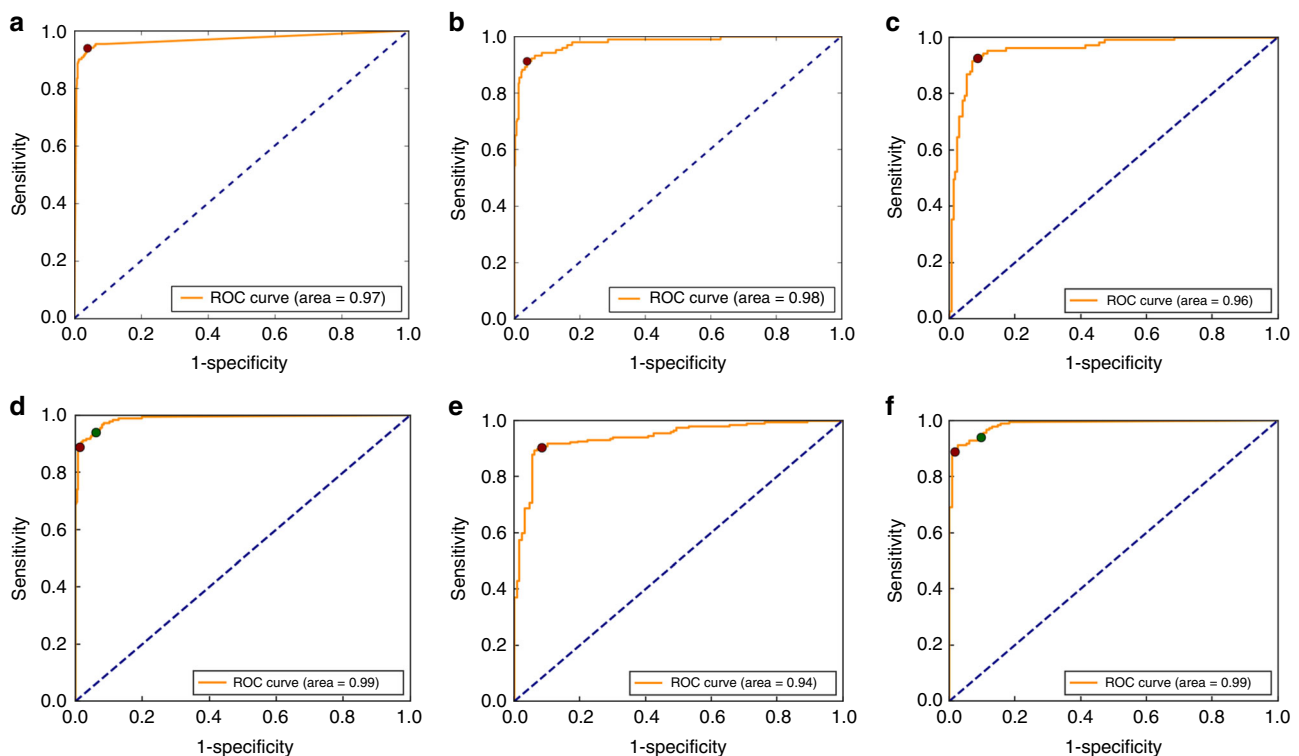 a
1.0
0.8
0.6
0.4
0.2
0.0
Sensitivity
ROC curve (area = 0.97)
0.0 0.2 0.4 0.6 0.8 1.0
1-specificity
b
1.0
0.8
0.6
0.4
0.2
0.0
Sensitivity
ROC curve (area = 0.98)
0.0 0.2 0.4 0.6 0.8 1.0
1-specificity
c
1.0
0.8
0.6
0.4
0.2
0.0
Sensitivity
ROC curve (area = 0.96)
0.0 0.2 0.4 0.6 0.8 1.0
1-specificity
d
1.0
0.8
0.6
0.4
0.2
0.0
Sensitivity
ROC curve (area = 0.99)
0.0 0.2 0.4 0.6 0.8 1.0
1-specificity
e
1.0
0.8
0.6
0.4
0.2
0.0
Sensitivity
ROC curve (area = 0.94)
0.0 0.2 0.4 0.6 0.8 1.0
1-specificity
f
1.0
0.8
0.6
0.4
0.2
0.0
Sensitivity
ROC curve (area = 0.99)
0.0 0.2 0.4 0.6 0.8 1.0
1-specificity